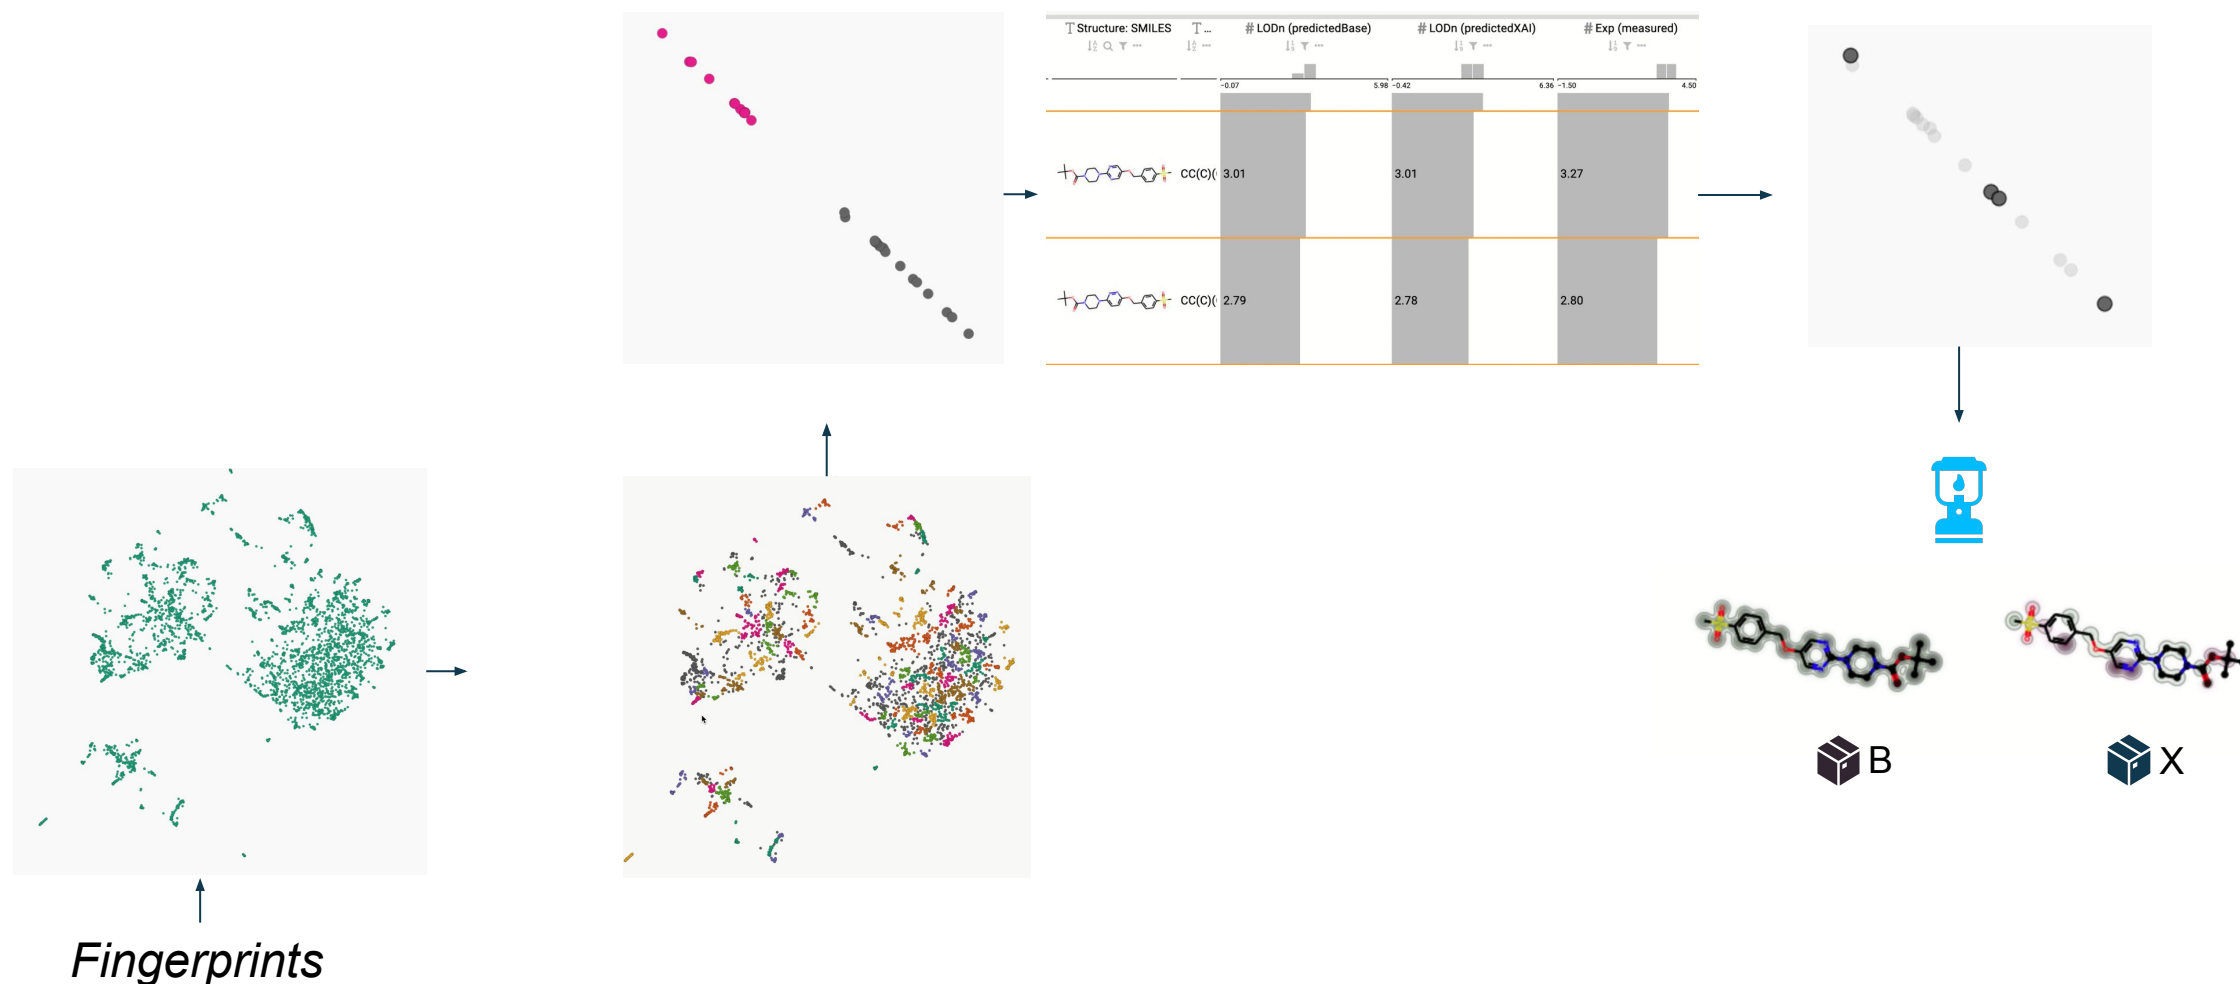 Structure: SMILES ... # LODn (predictedBase) # LODn (predictedXAI) # Exp (measured)
-0.07 5.98 -0.42 6.36 -1.50 4.50
CC(C)( 3.01 3.01 3.27
CC(C)( 2.79 2.78 2.80
B X
Fingerprints